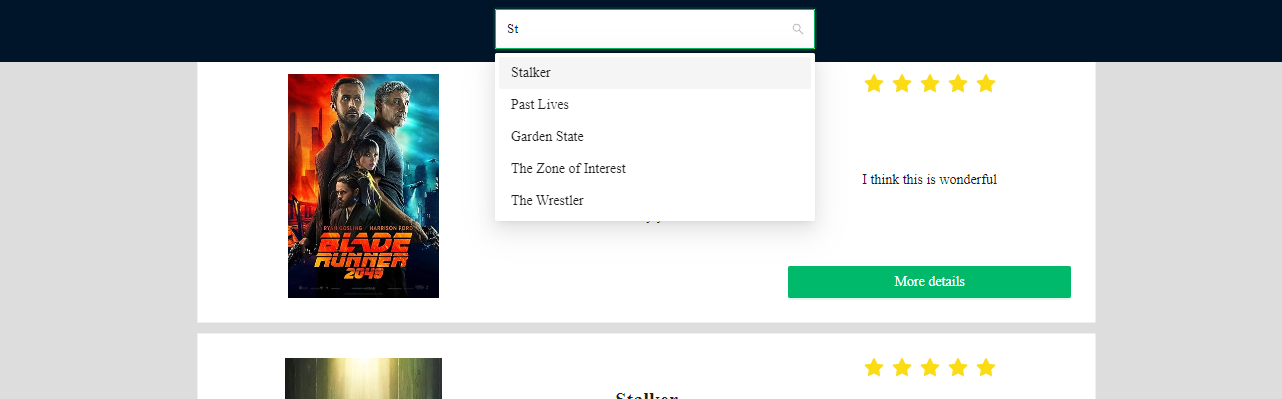 St
Stalker
Past Lives
Garden State
The Zone of Interest
The Wrestler
RYAN GOSLING HARRISON FORD
BLADE
RUNNER
2049
I think this is wonderful
More details
Stalker